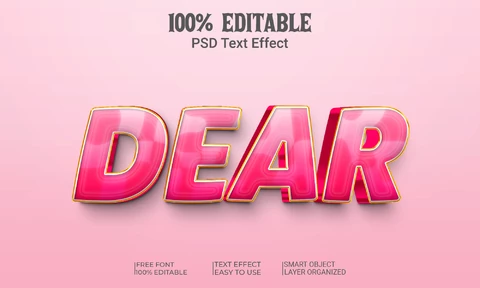 100% EDITABLE
PSD Text Effect
DEAR
FREE FONT
100% EDITABLE
TEXT EFFECT
EASY TO USE
SMART OBJECT
LAYER ORGANIZED